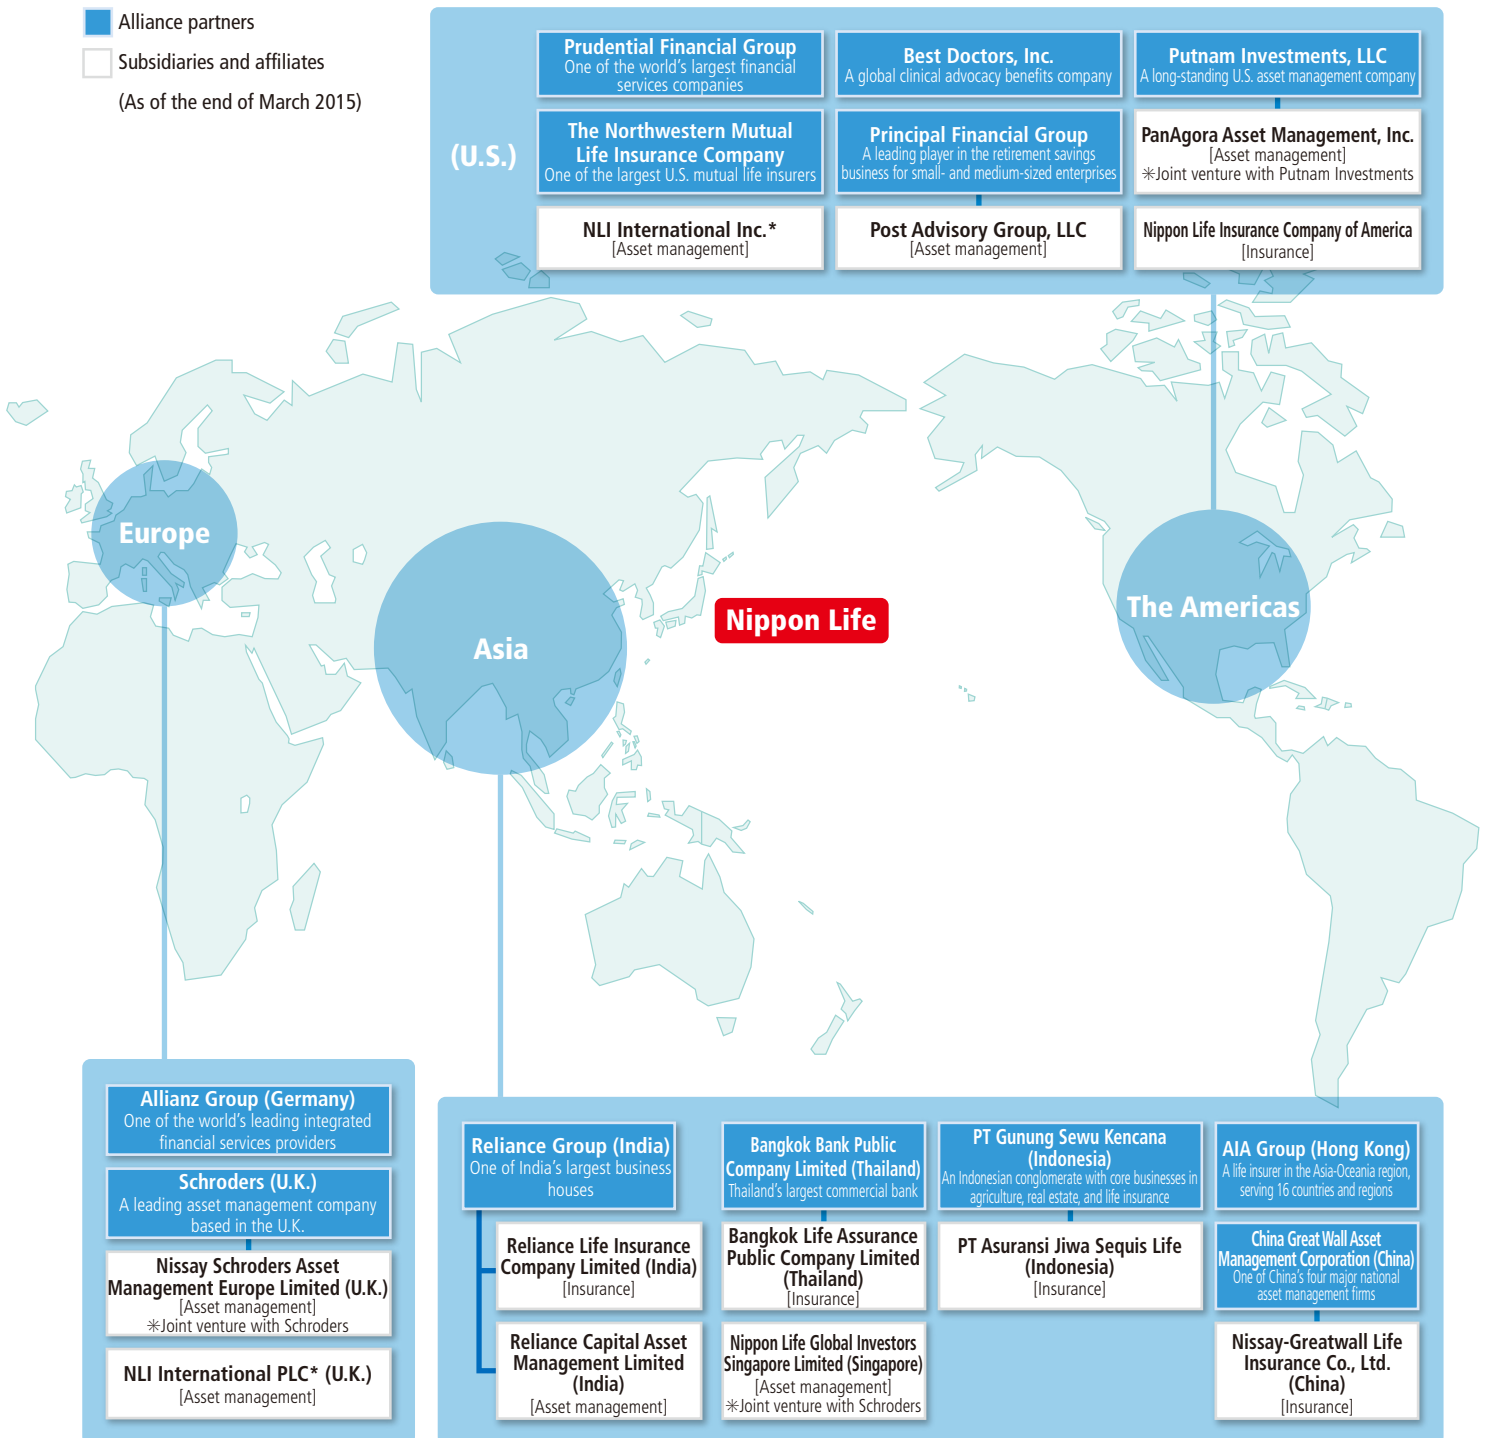 Alliance partners
Subsidiaries and affiliates
(As of the end of March 2015)
(U.S.)
Prudential Financial Group
One of the world's largest financial
services companies
Best Doctors, Inc.
A global clinical advocacy benefits company
Putnam Investments, LLC
A long-standing U.S. asset management company
The Northwestern Mutual
Life Insurance Company
One of the largest U.S. mutual life insurers
Principal Financial Group
A leading player in the retirement savings
business for small- and medium-sized enterprises
PanAgora Asset Management, Inc.
[Asset management]
✳Joint venture with Putnam Investments
NLI International Inc.*
[Asset management]
Post Advisory Group, LLC
[Asset management]
Nippon Life Insurance Company of America
[Insurance]
Europe
Asia
Nippon Life
The Americas
Allianz Group (Germany)
One of the world's leading integrated
financial services providers
Schroders (U.K.)
A leading asset management company
based in the U.K.
Nissay Schroders Asset
Management Europe Limited (U.K.)
[Asset management]
✳Joint venture with Schroders
NLI International PLC* (U.K.)
[Asset management]
Reliance Group (India)
One of India's largest business
houses
Reliance Life Insurance
Company Limited (India)
[Insurance]
Reliance Capital Asset
Management Limited
(India)
[Asset management]
Bangkok Bank Public
Company Limited (Thailand)
Thailand's largest commercial bank
Bangkok Life Assurance
Public Company Limited
(Thailand)
[Insurance]
Nippon Life Global Investors
Singapore Limited (Singapore)
[Asset management]
✳Joint venture with Schroders
PT Gunung Sewu Kencana
(Indonesia)
An Indonesian conglomerate with core businesses in
agriculture, real estate, and life insurance
PT Asuransi Jiwa Sequis Life
(Indonesia)
[Insurance]
AIA Group (Hong Kong)
A life insurer in the Asia-Oceania region,
serving 16 countries and regions
China Great Wall Asset
Management Corporation (China)
One of China's four major national
asset management firms
Nissay-Greatwall Life
Insurance Co., Ltd.
(China)
[Insurance]